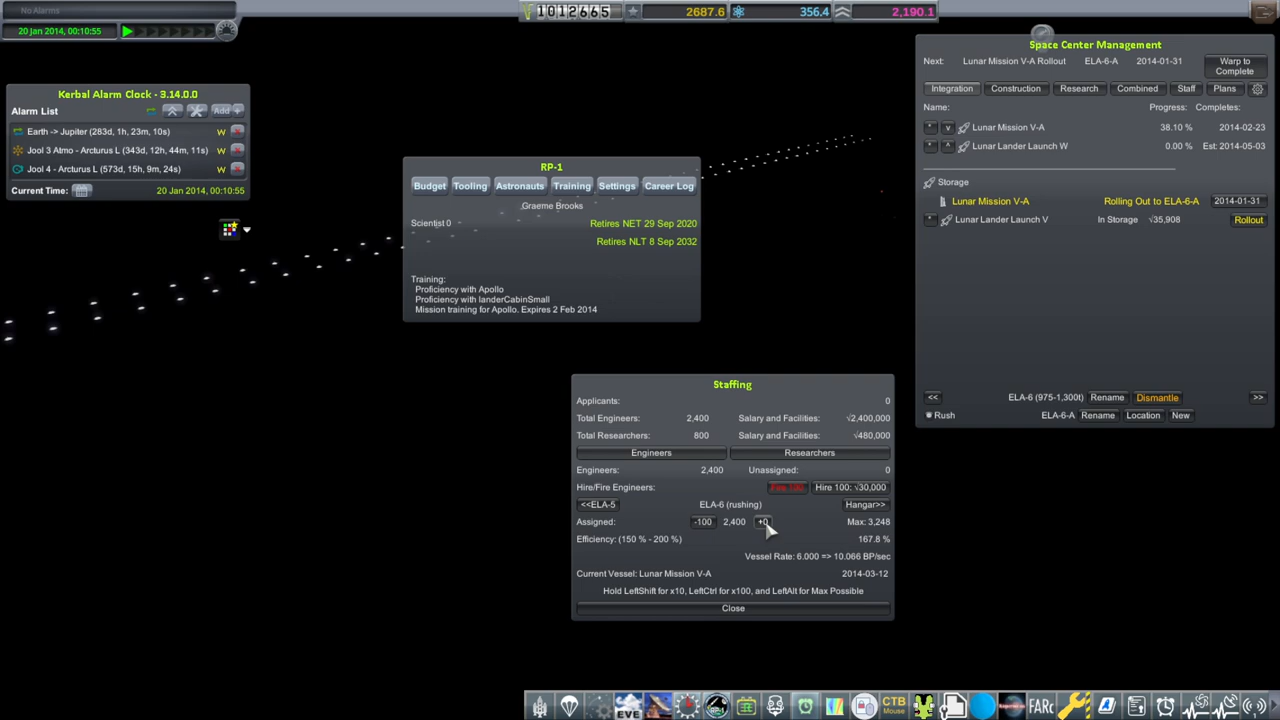 No Alarms
20 Jan 2014, 00:10:55
1012665
2687.6
356.4
2,190.1
Kerbal Alarm Clock - 3.14.0.0
Alarm List
Add +
Earth -> Jupiter (283d, 1h, 23m, 10s) W
Jool 3 Atmo - Arcturus L (343d, 12h, 44m, 11s) W
Jool 4 - Arcturus L (573d, 15h, 9m, 24s) W
Current Time: 20 Jan 2014, 00:10:55
RP-1
Budget Tooling Astronauts Training Settings Career Log
Graeme Brooks
Scientist 0 Retires NET 29 Sep 2020
Retires NLT 8 Sep 2032
Training:
Proficiency with Apollo
Proficiency with landerCabinSmall
Mission training for Apollo. Expires 2 Feb 2014
Space Center Management
Next: Lunar Mission V-A Rollout ELA-6-A 2014-01-31 Warp to Complete
Integration Construction Research Combined Staff Plans
Name: Progress: Completes:
* v Lunar Mission V-A 38.10 % 2014-02-23
* ^ Lunar Lander Launch W 0.00 % Est: 2014-05-03
Storage
Lunar Mission V-A Rolling Out to ELA-6-A 2014-01-31
* Lunar Lander Launch V In Storage √35,908 Rollout
<< ELA-6 (975-1,300t) Rename Dismantle >>
Rush ELA-6-A Rename Location New
Staffing
Applicants: 0
Total Engineers: 2,400 Salary and Facilities: √2,400,000
Total Researchers: 800 Salary and Facilities: √480,000
Engineers Researchers
Engineers: 2,400 Unassigned: 0
Hire/Fire Engineers: Fire 100 Hire 100: √30,000
<<ELA-5 ELA-6 (rushing) Hangar>>
Assigned: -100 2,400 +0 Max: 3,248
Efficiency: (150 % - 200 %) 167.8 %
Vessel Rate: 6.000 => 10.066 BP/sec
Current Vessel: Lunar Mission V-A 2014-03-12
Hold LeftShift for x10, LeftCtrl for x100, and LeftAlt for Max Possible
Close
EVE
RP-1
CTB
Mouse
FARc